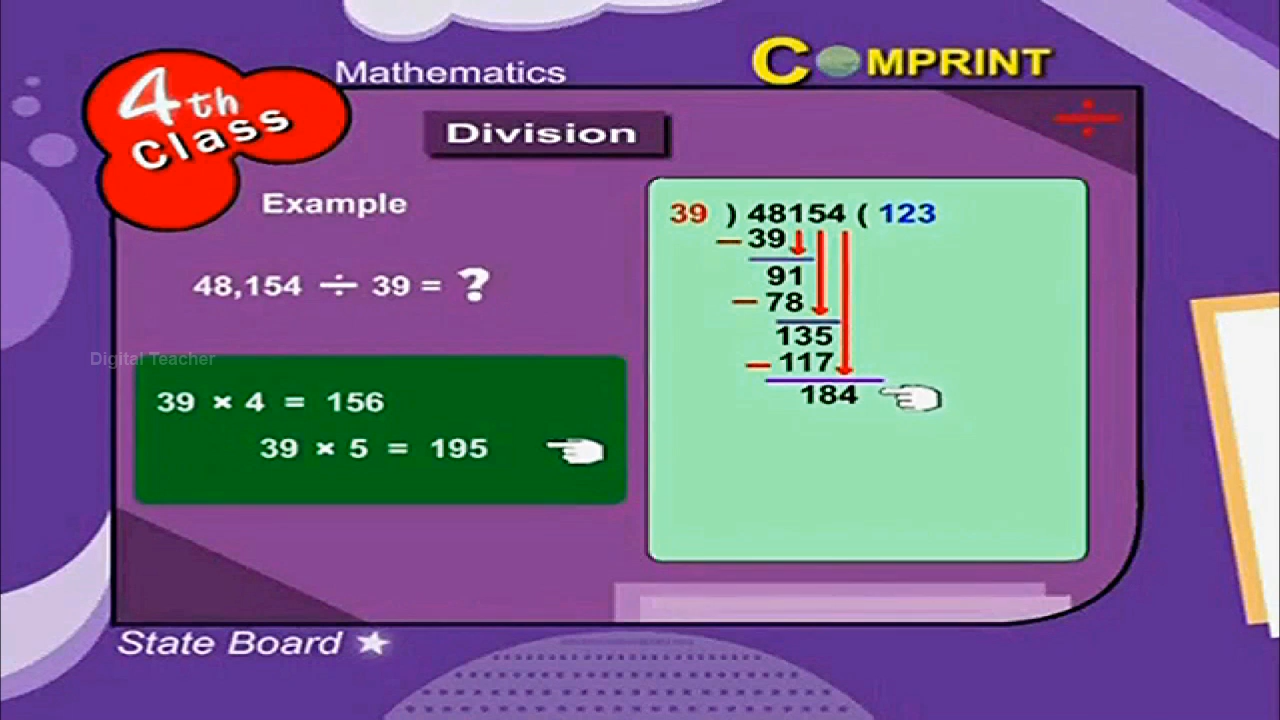 4th
Class
Mathematics
COMPRINT
÷
Division
Example
48,154 ÷ 39 = ?
Digital Teacher
39 × 4 = 156
39 × 5 = 195
39 ) 48154 ( 123
– 39
91
– 78
135
– 117
184
State Board